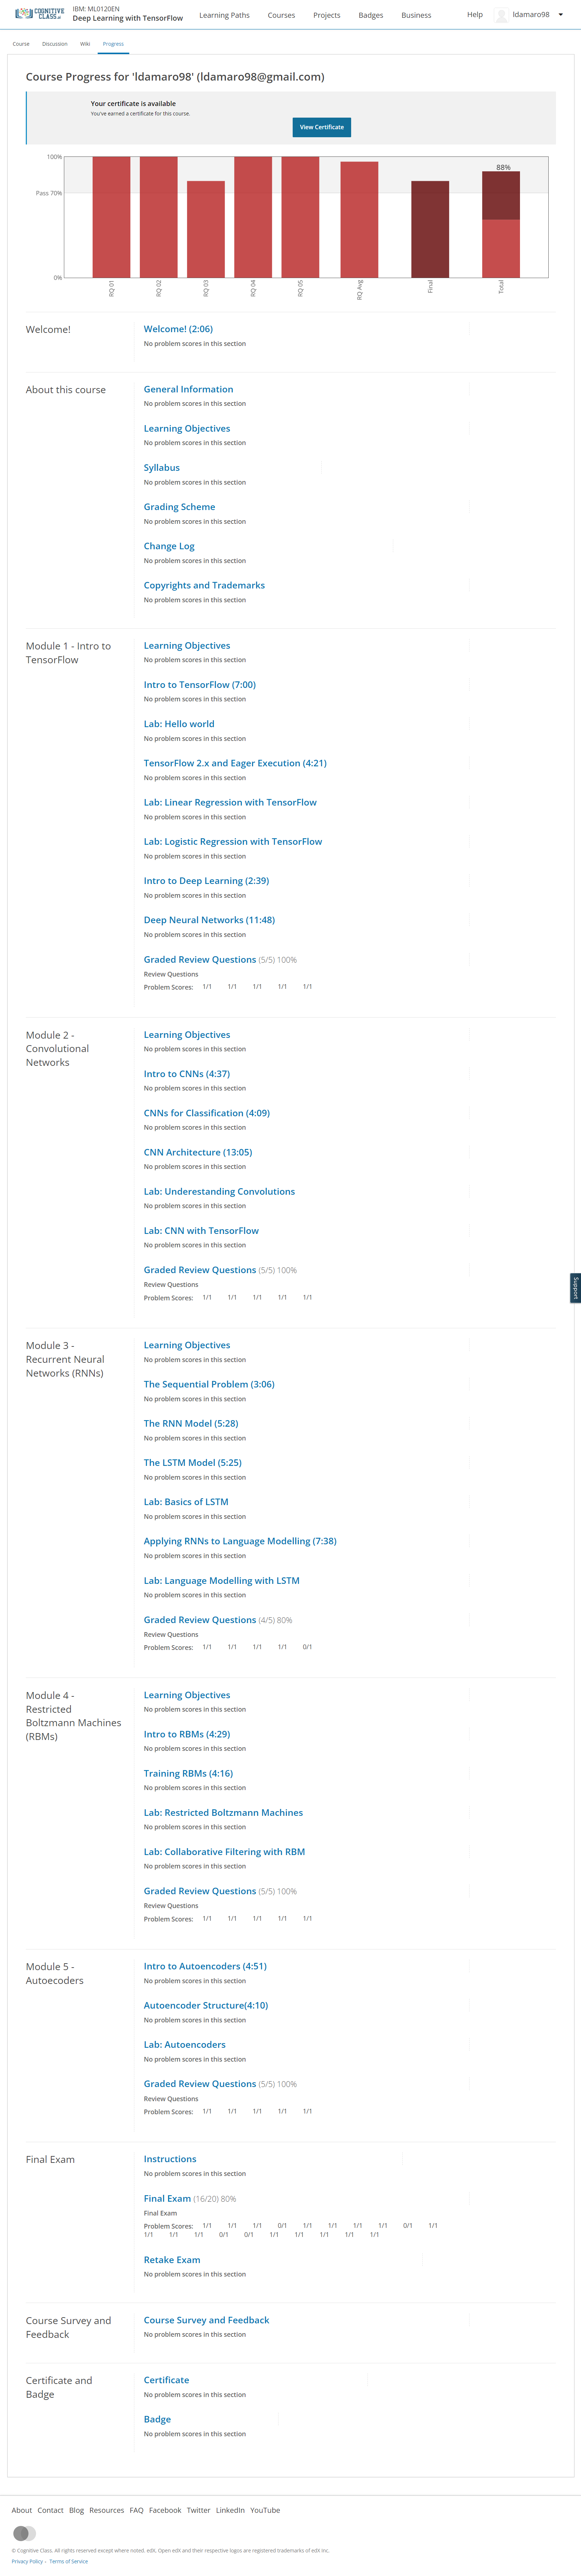 COGNITIVE CLASS.ai
IBM: ML0120EN
Deep Learning with TensorFlow
Learning Paths Courses Projects Badges Business
Help ldamaro98
Course Discussion Wiki Progress
Course Progress for 'ldamaro98' (ldamaro98@gmail.com)
Your certificate is available
You've earned a certificate for this course.
View Certificate
100%
Pass 70%
0%
88%
RQ 01 RQ 02 RQ 03 RQ 04 RQ 05 RQ Avg Final Total
Welcome!
Welcome! (2:06)
No problem scores in this section
About this course
General Information
No problem scores in this section
Learning Objectives
No problem scores in this section
Syllabus
No problem scores in this section
Grading Scheme
No problem scores in this section
Change Log
No problem scores in this section
Copyrights and Trademarks
No problem scores in this section
Module 1 - Intro to
TensorFlow
Learning Objectives
No problem scores in this section
Intro to TensorFlow (7:00)
No problem scores in this section
Lab: Hello world
No problem scores in this section
TensorFlow 2.x and Eager Execution (4:21)
No problem scores in this section
Lab: Linear Regression with TensorFlow
No problem scores in this section
Lab: Logistic Regression with TensorFlow
No problem scores in this section
Intro to Deep Learning (2:39)
No problem scores in this section
Deep Neural Networks (11:48)
No problem scores in this section
Graded Review Questions (5/5) 100%
Review Questions
Problem Scores: 1/1 1/1 1/1 1/1 1/1
Module 2 -
Convolutional
Networks
Learning Objectives
No problem scores in this section
Intro to CNNs (4:37)
No problem scores in this section
CNNs for Classification (4:09)
No problem scores in this section
CNN Architecture (13:05)
No problem scores in this section
Lab: Underestanding Convolutions
No problem scores in this section
Lab: CNN with TensorFlow
No problem scores in this section
Graded Review Questions (5/5) 100%
Review Questions
Problem Scores: 1/1 1/1 1/1 1/1 1/1
Support
Module 3 -
Recurrent Neural
Networks (RNNs)
Learning Objectives
No problem scores in this section
The Sequential Problem (3:06)
No problem scores in this section
The RNN Model (5:28)
No problem scores in this section
The LSTM Model (5:25)
No problem scores in this section
Lab: Basics of LSTM
No problem scores in this section
Applying RNNs to Language Modelling (7:38)
No problem scores in this section
Lab: Language Modelling with LSTM
No problem scores in this section
Graded Review Questions (4/5) 80%
Review Questions
Problem Scores: 1/1 1/1 1/1 1/1 0/1
Module 4 -
Restricted
Boltzmann Machines
(RBMs)
Learning Objectives
No problem scores in this section
Intro to RBMs (4:29)
No problem scores in this section
Training RBMs (4:16)
No problem scores in this section
Lab: Restricted Boltzmann Machines
No problem scores in this section
Lab: Collaborative Filtering with RBM
No problem scores in this section
Graded Review Questions (5/5) 100%
Review Questions
Problem Scores: 1/1 1/1 1/1 1/1 1/1
Module 5 -
Autoecoders
Intro to Autoencoders (4:51)
No problem scores in this section
Autoencoder Structure(4:10)
No problem scores in this section
Lab: Autoencoders
No problem scores in this section
Graded Review Questions (5/5) 100%
Review Questions
Problem Scores: 1/1 1/1 1/1 1/1 1/1
Final Exam
Instructions
No problem scores in this section
Final Exam (16/20) 80%
Final Exam
Problem Scores: 1/1 1/1 1/1 0/1 1/1 1/1 1/1 1/1 0/1 1/1
1/1 1/1 1/1 0/1 0/1 1/1 1/1 1/1 1/1 1/1
Retake Exam
No problem scores in this section
Course Survey and
Feedback
Course Survey and Feedback
No problem scores in this section
Certificate and
Badge
Certificate
No problem scores in this section
Badge
No problem scores in this section
About Contact Blog Resources FAQ Facebook Twitter LinkedIn YouTube
© Cognitive Class. All rights reserved except where noted. edX, Open edX and their respective logos are registered trademarks of edX Inc.
Privacy Policy - Terms of Service